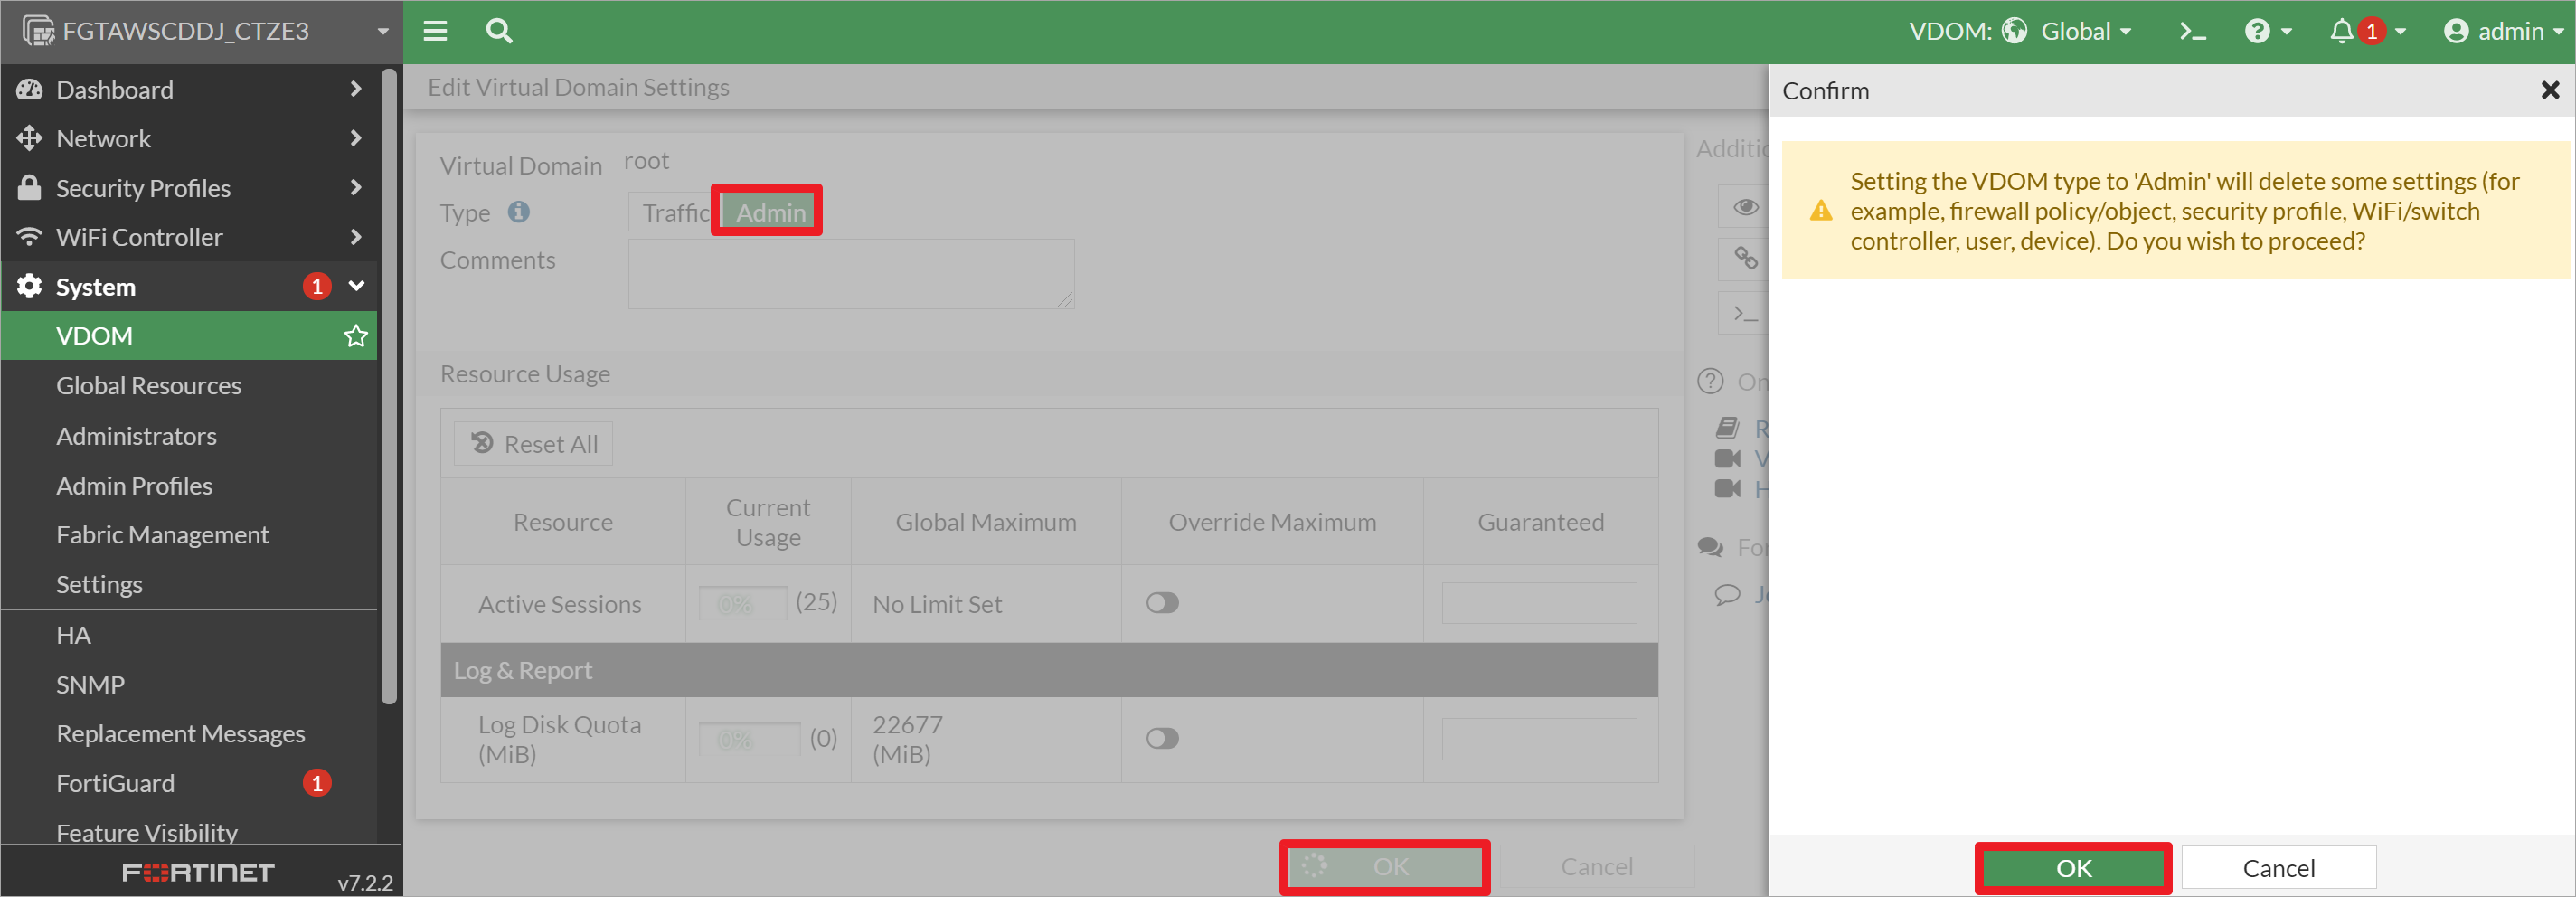 FGTAWSCDDJ_CTZE3
VDOM: Global
1
admin
Dashboard
Network
Security Profiles
WiFi Controller
System 1
VDOM
Global Resources
Administrators
Admin Profiles
Fabric Management
Settings
HA
SNMP
Replacement Messages
FortiGuard 1
Feature Visibility
FORTINET
v7.2.2
Edit Virtual Domain Settings
Virtual Domain root
Type Traffic Admin
Comments
Resource Usage
Reset All
Resource Current Usage Global Maximum Override Maximum Guaranteed
Active Sessions 0% (25) No Limit Set
Log & Report
Log Disk Quota 0% (0) 22677
(MiB) (MiB)
OK Cancel
Confirm
Setting the VDOM type to 'Admin' will delete some settings (for
example, firewall policy/object, security profile, WiFi/switch
controller, user, device). Do you wish to proceed?
OK Cancel